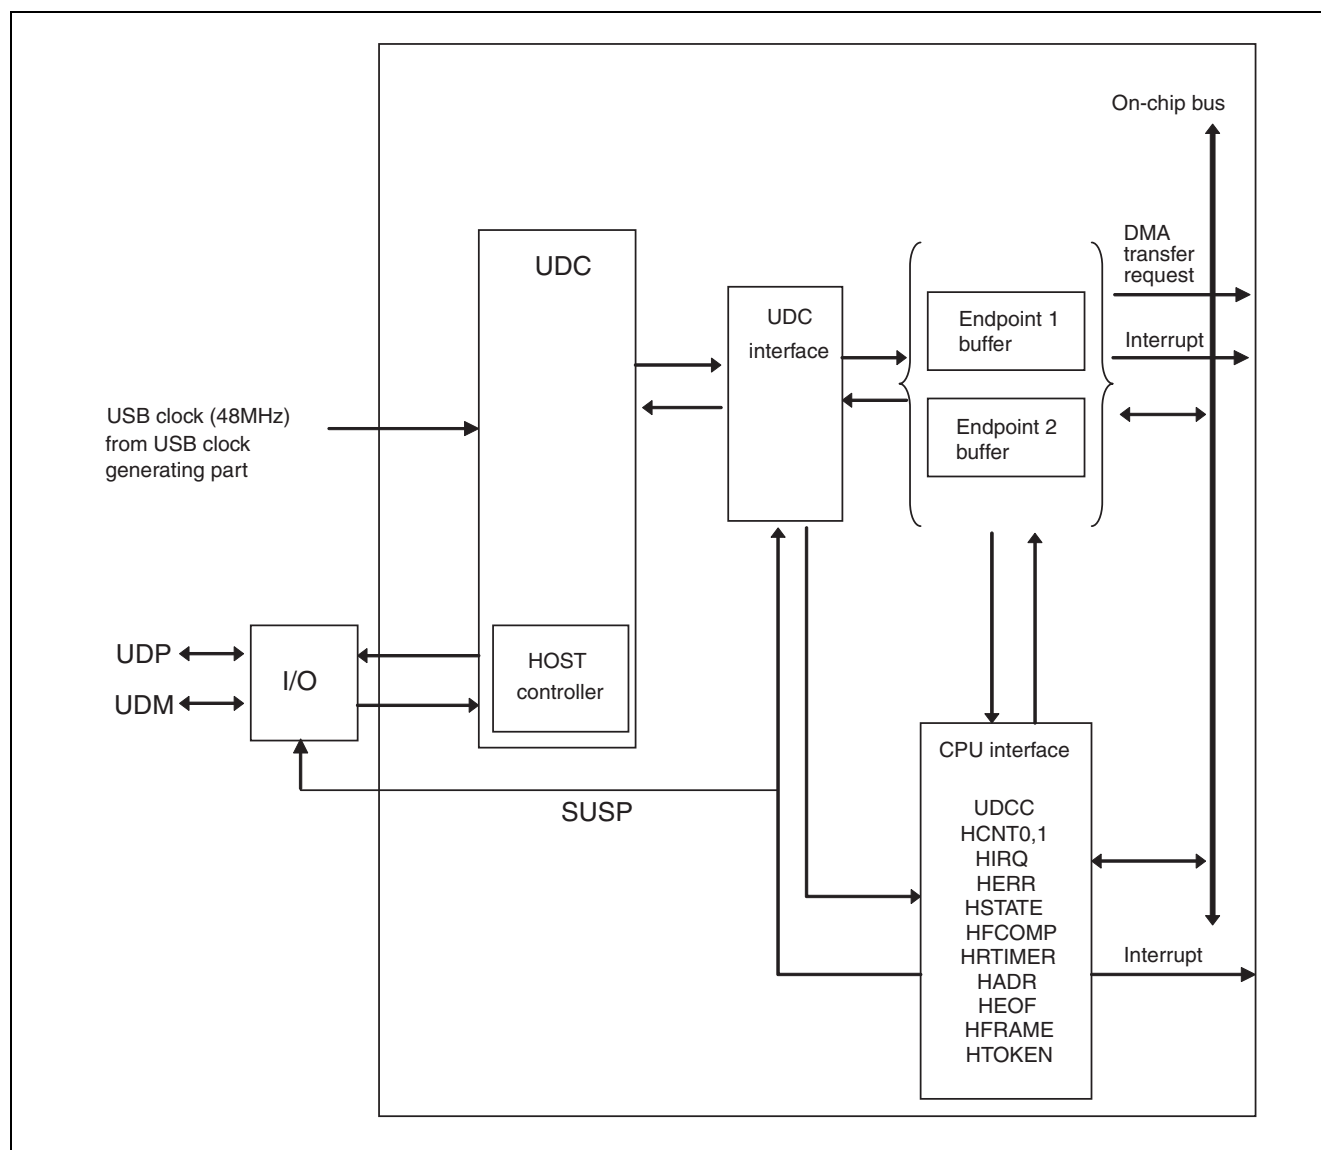 On-chip bus
DMA
transfer
request
UDC
UDC
interface
Endpoint 1
buffer
Interrupt
USB clock (48MHz)
from USB clock
generating part
Endpoint 2
buffer
UDP
UDM
I/O
HOST
controller
SUSP
CPU interface
UDCC
HCNT0,1
HIRQ
HERR
HSTATE
HFCOMP
HRTIMER
HADR
HEOF
HFRAME
HTOKEN
Interrupt